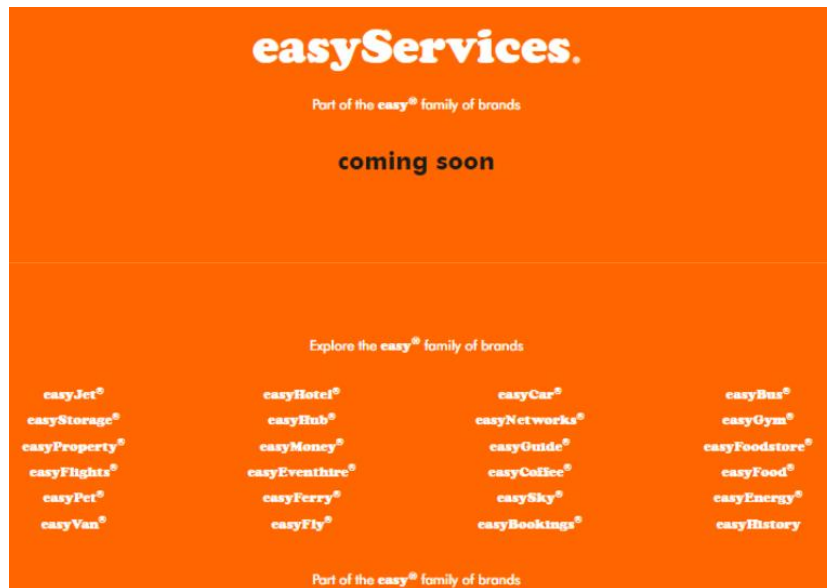 easyServices.
Part of the easy® family of brands
coming soon
Explore the easy® family of brands
easyJet® easyHotel® easyCar® easyBus®
easyStorage® easyHub® easyNetworks® easyGym®
easyProperty® easyMoney® easyGuide® easyFoodstore®
easyFlights® easyEventhire® easyCoffee® easyFood®
easyPet® easyFerry® easySky® easyEnergy®
easyVan® easyFly® easyBookings® easyHistory
Part of the easy® family of brands